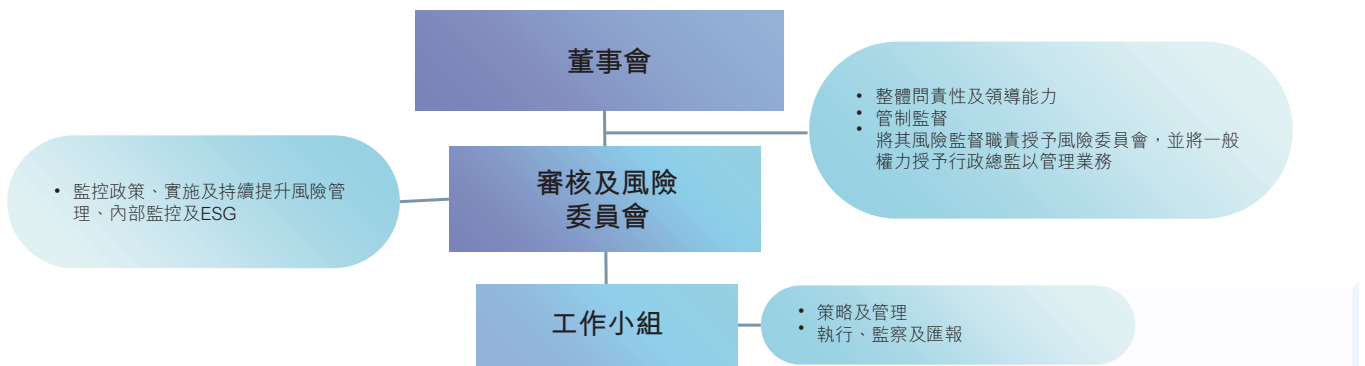 董事會
• 整體問責性及領導能力
• 管制監督
• 將其風險監督職責授予風險委員會，並將一般
權力授予行政總監以管理業務
審核及風險
委員會
• 監控政策、實施及持續提升風險管
理、內部監控及ESG
工作小組
• 策略及管理
• 執行、監察及匯報